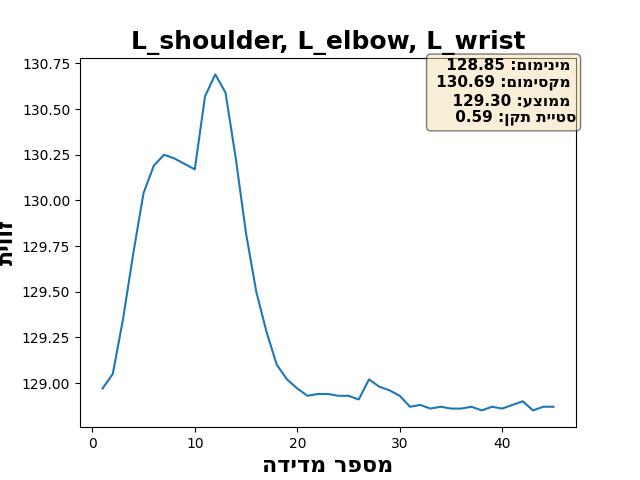 L_shoulder, L_elbow, L_wrist
מינימום: 128.85
מקסימום: 130.69
ממוצע: 129.30
סטיית תקן: 0.59
130.75
130.50
130.25
130.00
129.75
129.50
129.25
129.00
זווית
0 10 20 30 40
מספר מדידה